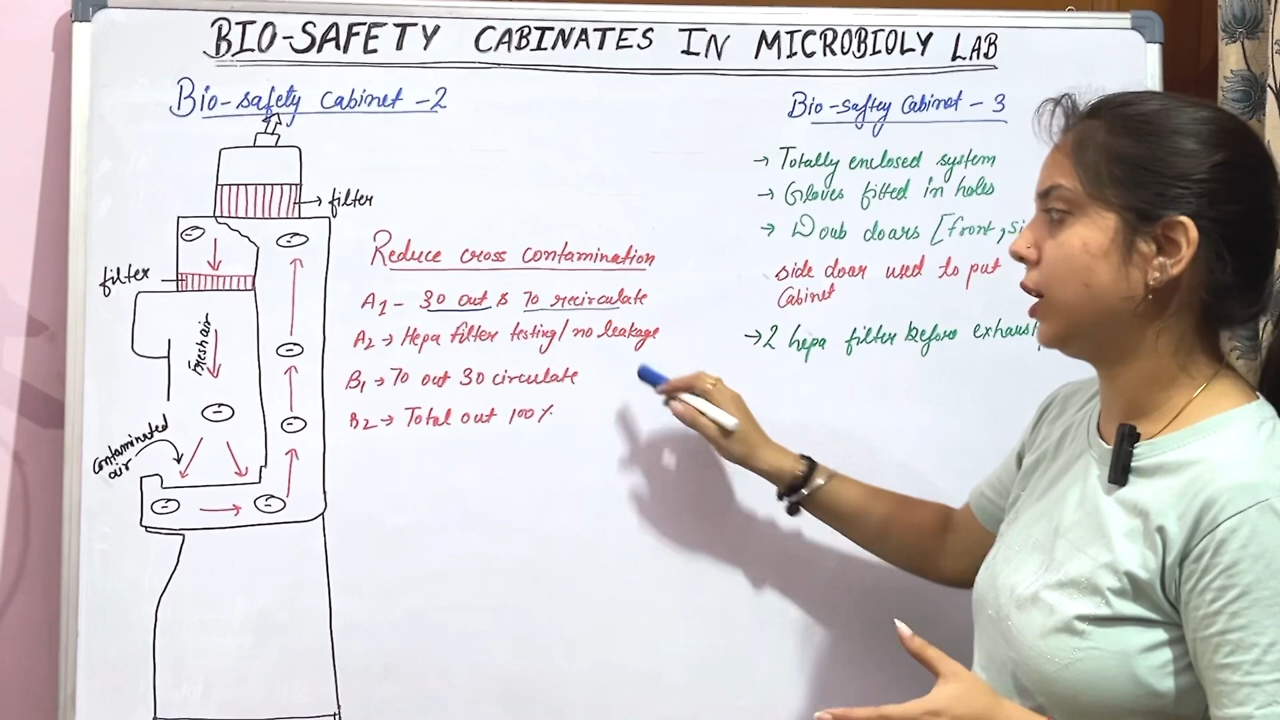 BIO-SAFETY CABINATES IN MICROBIOLY LAB
Bio-safety Cabinet -2
filter
filter
Fresh air
Contaminated
air
Reduce cross contamination
A1 - 30 out & 70 recirculate
A2 → Hepa filter testing/ no leakage
B1 → 70 out 30 circulate
B2 → Total out 100%
Bio-saftey Cabinet - 3
→ Totally enclosed system
→ Gloves fitted in holes
→ Doub doars [front, si
side doar used to put
Cabinet
→ 2 hepa filter before exhaust